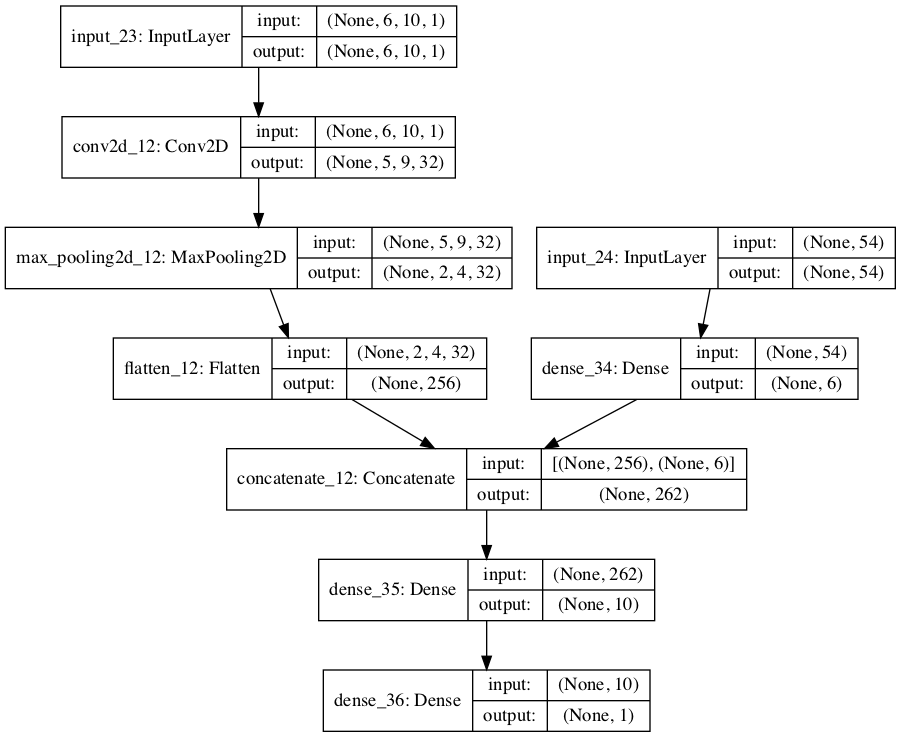 input_23: InputLayer
input: (None, 6, 10, 1)
output: (None, 6, 10, 1)
conv2d_12: Conv2D
input: (None, 6, 10, 1)
output: (None, 5, 9, 32)
max_pooling2d_12: MaxPooling2D
input: (None, 5, 9, 32)
output: (None, 2, 4, 32)
input_24: InputLayer
input: (None, 54)
output: (None, 54)
flatten_12: Flatten
input: (None, 2, 4, 32)
output: (None, 256)
dense_34: Dense
input: (None, 54)
output: (None, 6)
concatenate_12: Concatenate
input: [(None, 256), (None, 6)]
output: (None, 262)
dense_35: Dense
input: (None, 262)
output: (None, 10)
dense_36: Dense
input: (None, 10)
output: (None, 1)